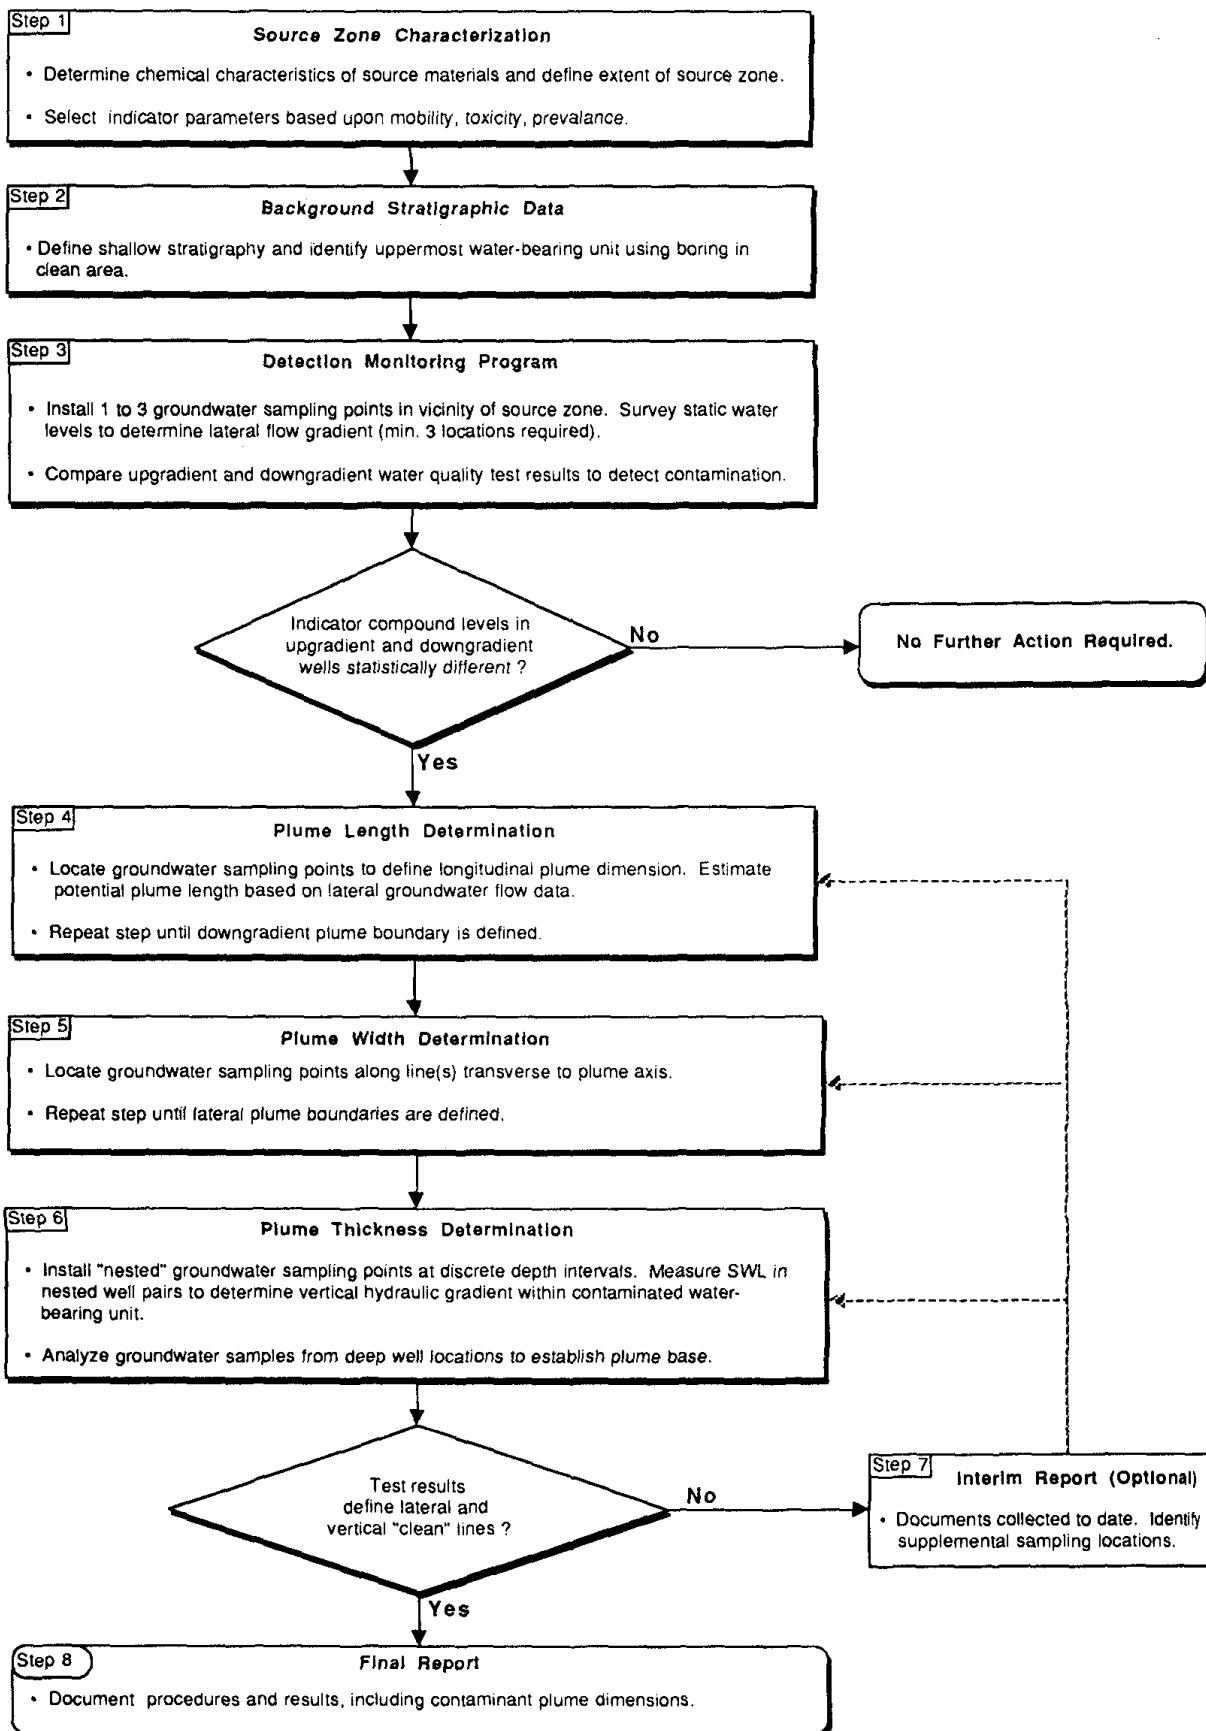 Step 1
Source Zone Characterization
• Determine chemical characteristics of source materials and define extent of source zone.
• Select indicator parameters based upon mobility, toxicity, prevalance.
Step 2
Background Stratigraphic Data
• Define shallow stratigraphy and identify uppermost water-bearing unit using boring in
clean area.
Step 3
Detection Monitoring Program
• Install 1 to 3 groundwater sampling points in vicinity of source zone. Survey static water
levels to determine lateral flow gradient (min. 3 locations required).
• Compare upgradient and downgradient water quality test results to detect contamination.
Indicator compound levels in
upgradient and downgradient
wells statistically different ?
No
No Further Action Required.
Yes
Step 4
Plume Length Determination
• Locate groundwater sampling points to define longitudinal plume dimension. Estimate
potential plume length based on lateral groundwater flow data.
• Repeat step until downgradient plume boundary is defined.
Step 5
Plume Width Determination
• Locate groundwater sampling points along line(s) transverse to plume axis.
• Repeat step until lateral plume boundaries are defined.
Step 6
Plume Thickness Determination
• Install "nested" groundwater sampling points at discrete depth intervals. Measure SWL in
nested well pairs to determine vertical hydraulic gradient within contaminated water-
bearing unit.
• Analyze groundwater samples from deep well locations to establish plume base.
Test results
define lateral and
vertical "clean" lines ?
No
Step 7
Interim Report (Optional)
• Documents collected to date. Identify
supplemental sampling locations.
Yes
Step 8
Final Report
• Document procedures and results, including contaminant plume dimensions.